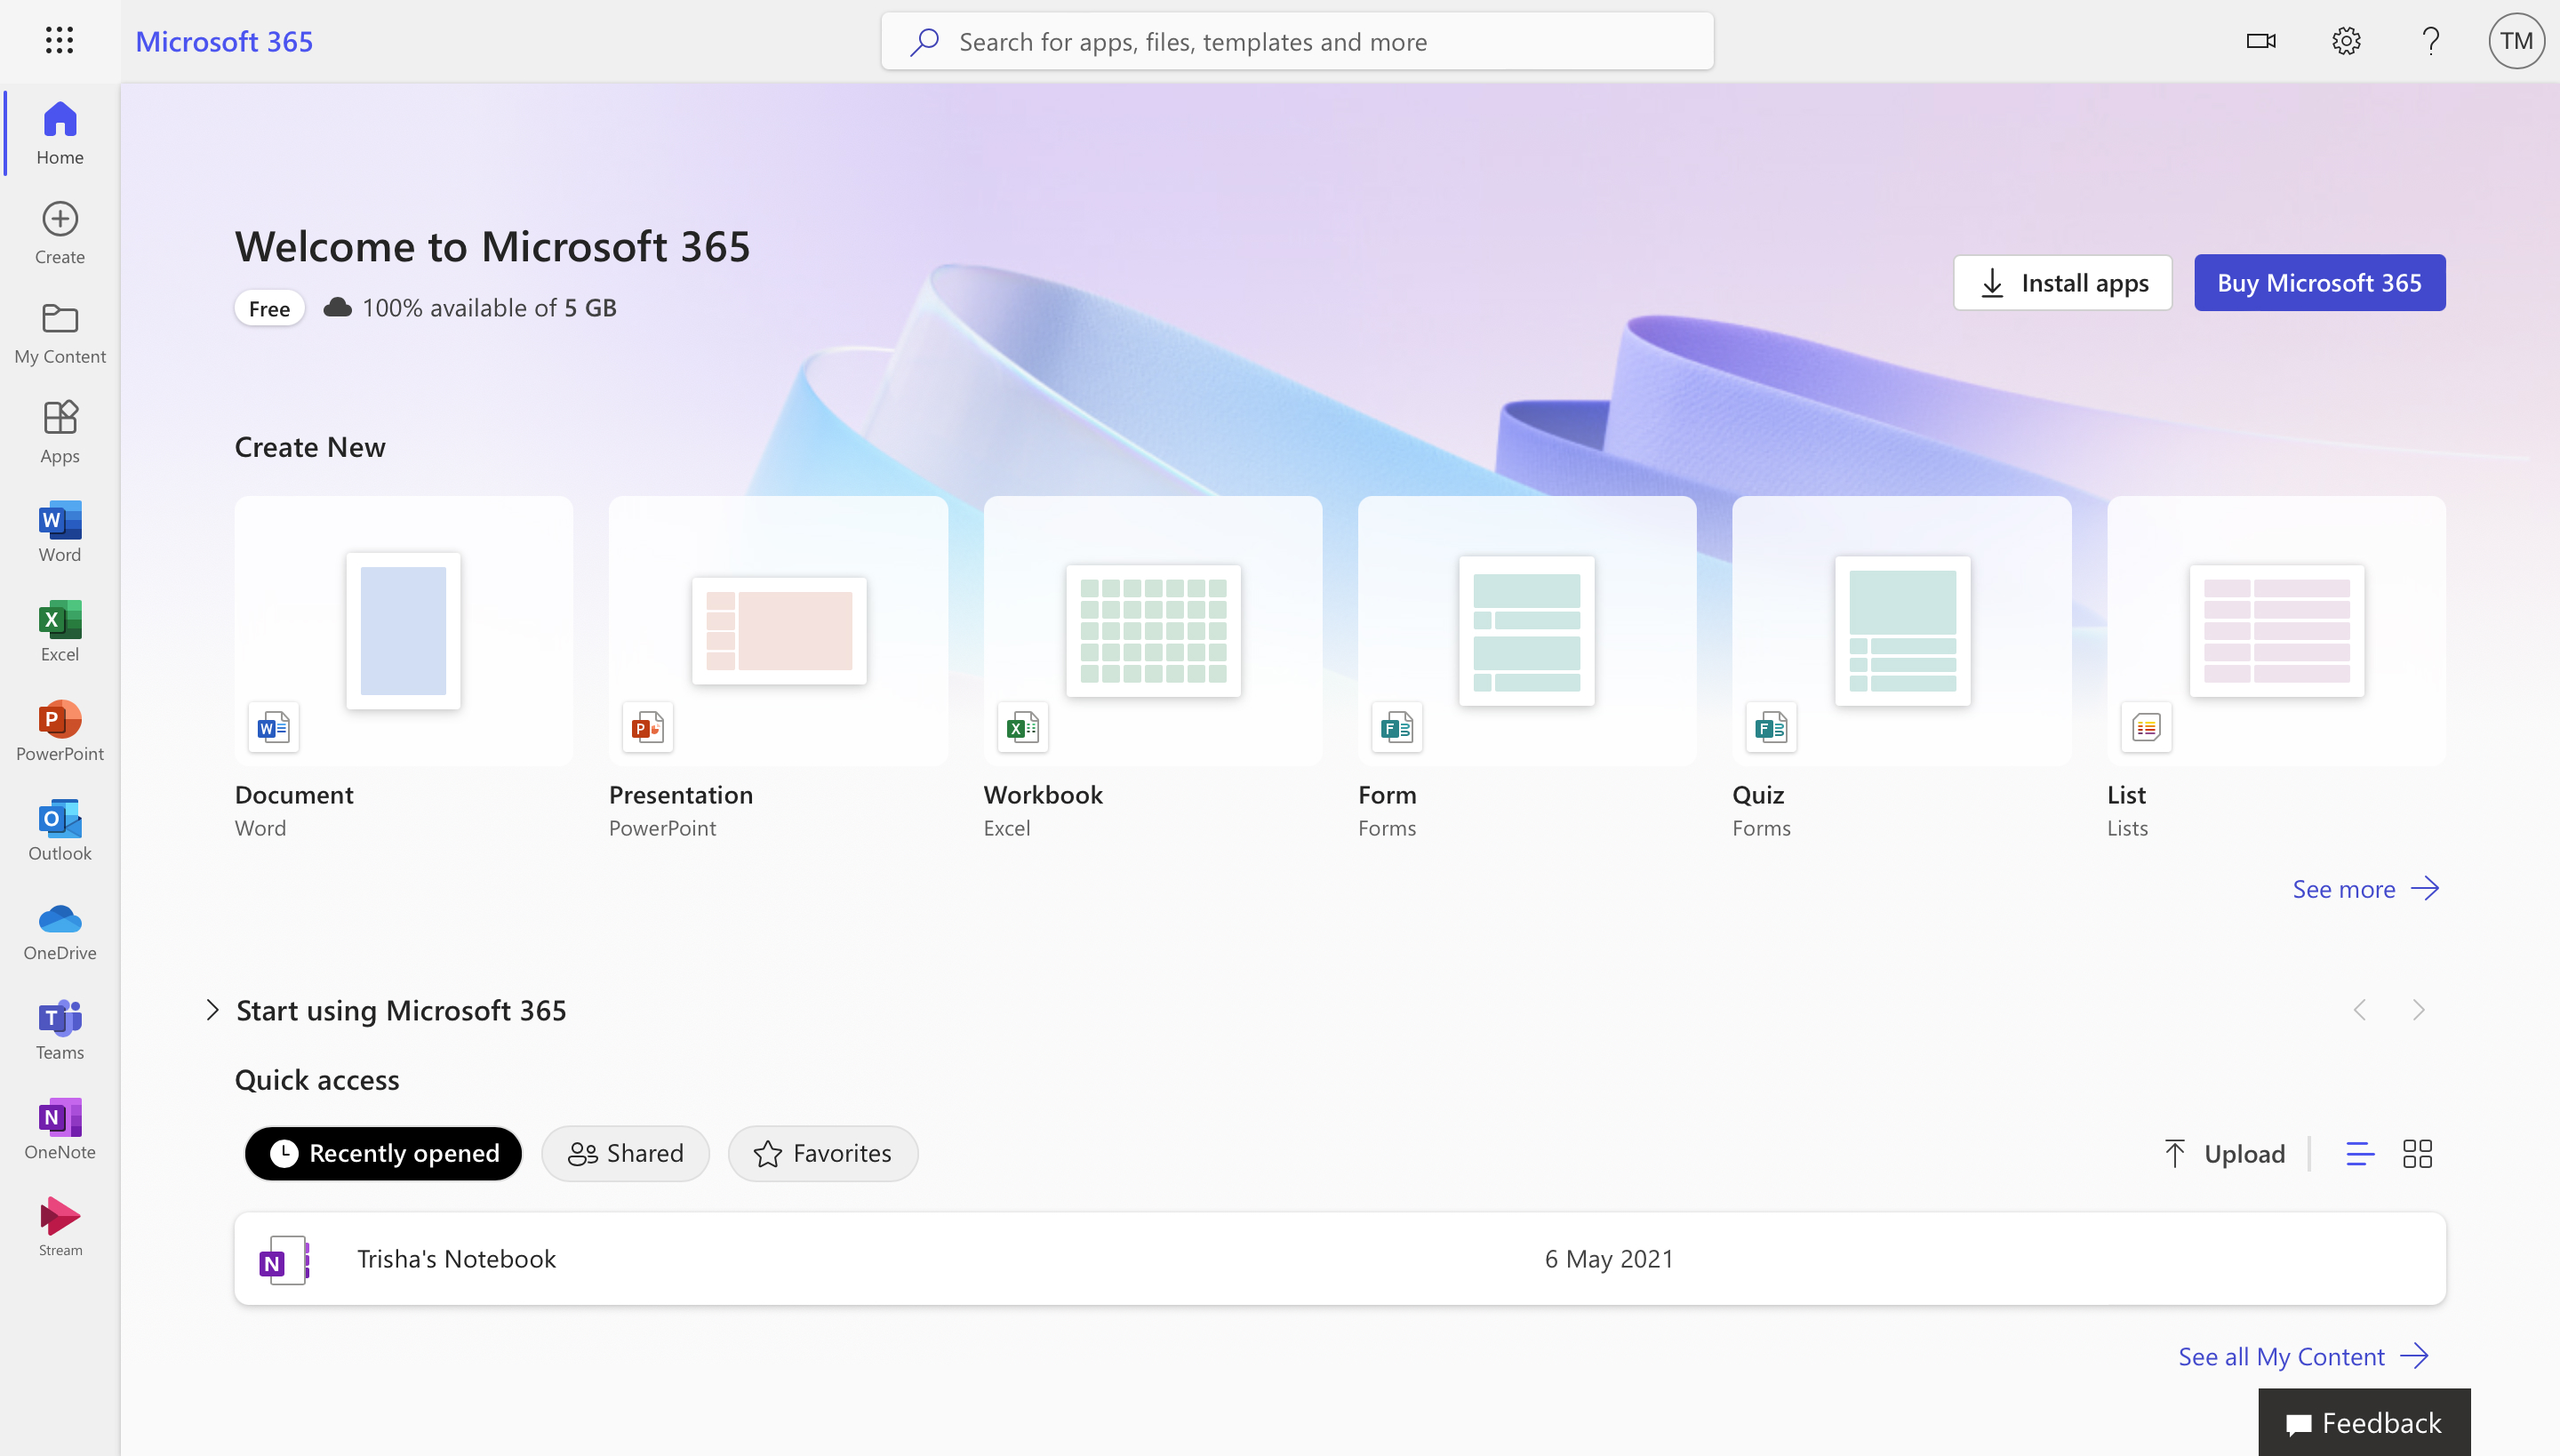 Microsoft 365
Search for apps, files, templates and more
TM
Home
Create
My Content
Apps
W
Word
X
Excel
P
PowerPoint
O
Outlook
OneDrive
T
Teams
N
OneNote
Stream
Welcome to Microsoft 365
Free
100% available of 5 GB
Install apps
Buy Microsoft 365
Create New
W
P
X
F
F
Document
Word
Presentation
PowerPoint
Workbook
Excel
Form
Forms
Quiz
Forms
List
Lists
See more
Start using Microsoft 365
Quick access
Recently opened
Shared
Favorites
Upload
N
Trisha's Notebook
6 May 2021
See all My Content
Feedback